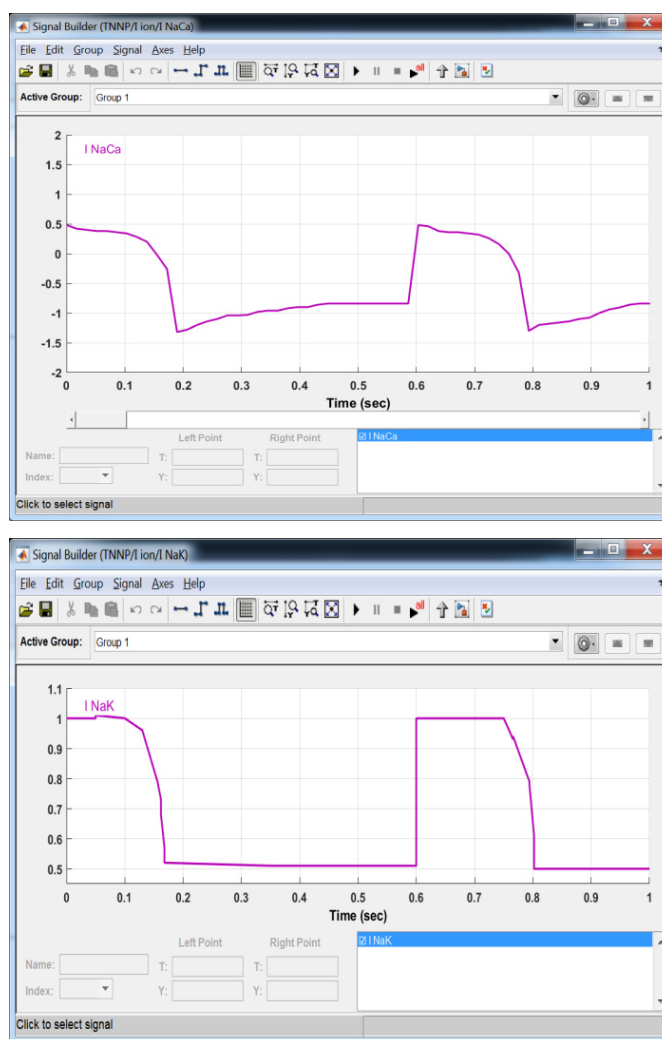 Signal Builder (TNNP/I ion/I NaCa)
File Edit Group Signal Axes Help
all
Active Group: Group 1
I NaCa
2
1.5
1
0.5
0
-0.5
-1
-1.5
-2
0 0.1 0.2 0.3 0.4 0.5 0.6 0.7 0.8 0.9 1
Time (sec)
Left Point Right Point
I NaCa
Name: T: T:
Index: Y: Y:
Click to select signal
Signal Builder (TNNP/I ion/I NaK)
File Edit Group Signal Axes Help
all
Active Group: Group 1
I NaK
1.1
1
0.9
0.8
0.7
0.6
0.5
0 0.1 0.2 0.3 0.4 0.5 0.6 0.7 0.8 0.9 1
Time (sec)
Left Point Right Point
I NaK
Name: T: T:
Index: Y: Y:
Click to select signal